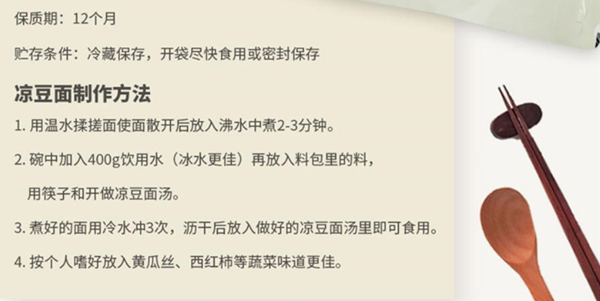 保质期：12个月
贮存条件：冷藏保存，开袋尽快食用或密封保存
凉豆面制作方法
1. 用温水揉搓面使面散开后放入沸水中煮2-3分钟。
2. 碗中加入400g饮用水（冰水更佳）再放入料包里的料，
用筷子和开做凉豆面汤。
3. 煮好的面用冷水冲3次，沥干后放入做好的凉豆面汤里即可食用。
4. 按个人嗜好放入黄瓜丝、西红柿等蔬菜味道更佳。